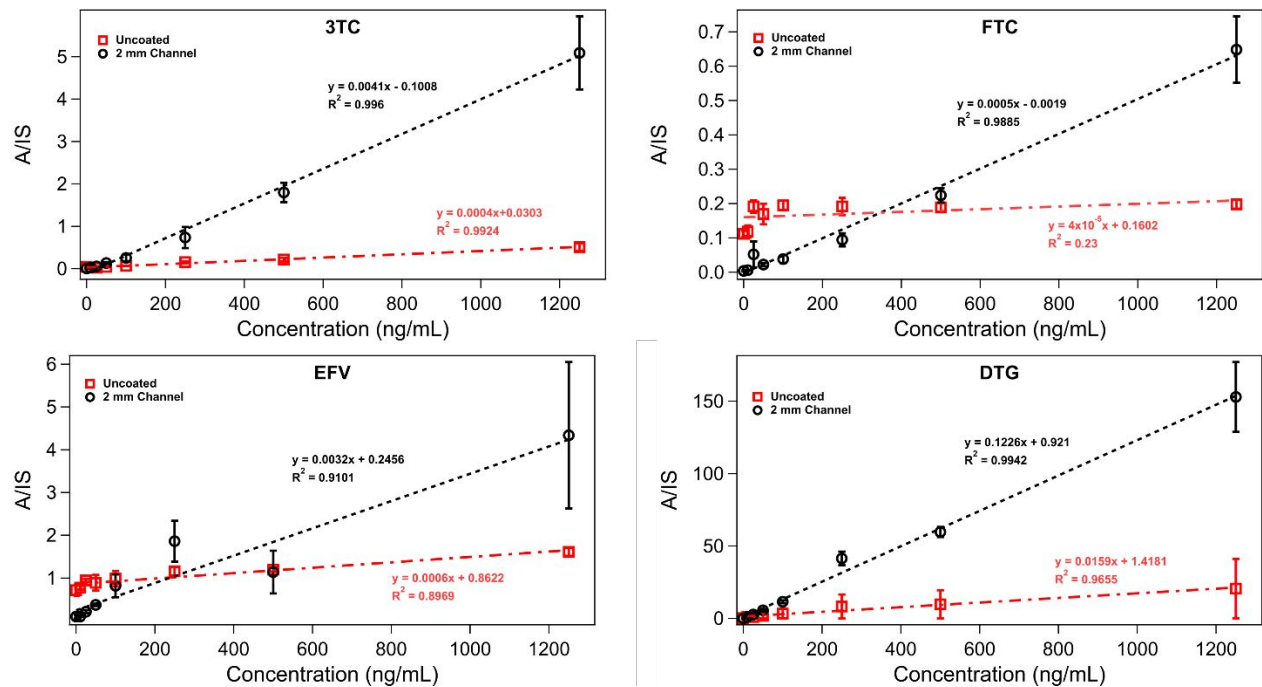 3TC
Uncoated
2 mm Channel
y = 0.0041x - 0.1008
R² = 0.996
y = 0.0004x+0.0303
R² = 0.9924
A/IS
5
4
3
2
1
0
0 200 400 600 800 1000 1200
Concentration (ng/mL)
FTC
Uncoated
2 mm Channel
y = 0.0005x - 0.0019
R² = 0.9885
y = 4x10⁻⁵x + 0.1602
R² = 0.23
A/IS
0.7
0.6
0.5
0.4
0.3
0.2
0.1
0.0
0 200 400 600 800 1000 1200
Concentration (ng/mL)
EFV
Uncoated
2 mm Channel
y = 0.0032x + 0.2456
R² = 0.9101
y = 0.0006x + 0.8622
R² = 0.8969
A/IS
6
5
4
3
2
1
0 200 400 600 800 1000 1200
Concentration (ng/mL)
DTG
Uncoated
2 mm Channel
y = 0.1226x + 0.921
R² = 0.9942
y = 0.0159x + 1.4181
R² = 0.9655
A/IS
150
100
50
0
0 200 400 600 800 1000 1200
Concentration (ng/mL)